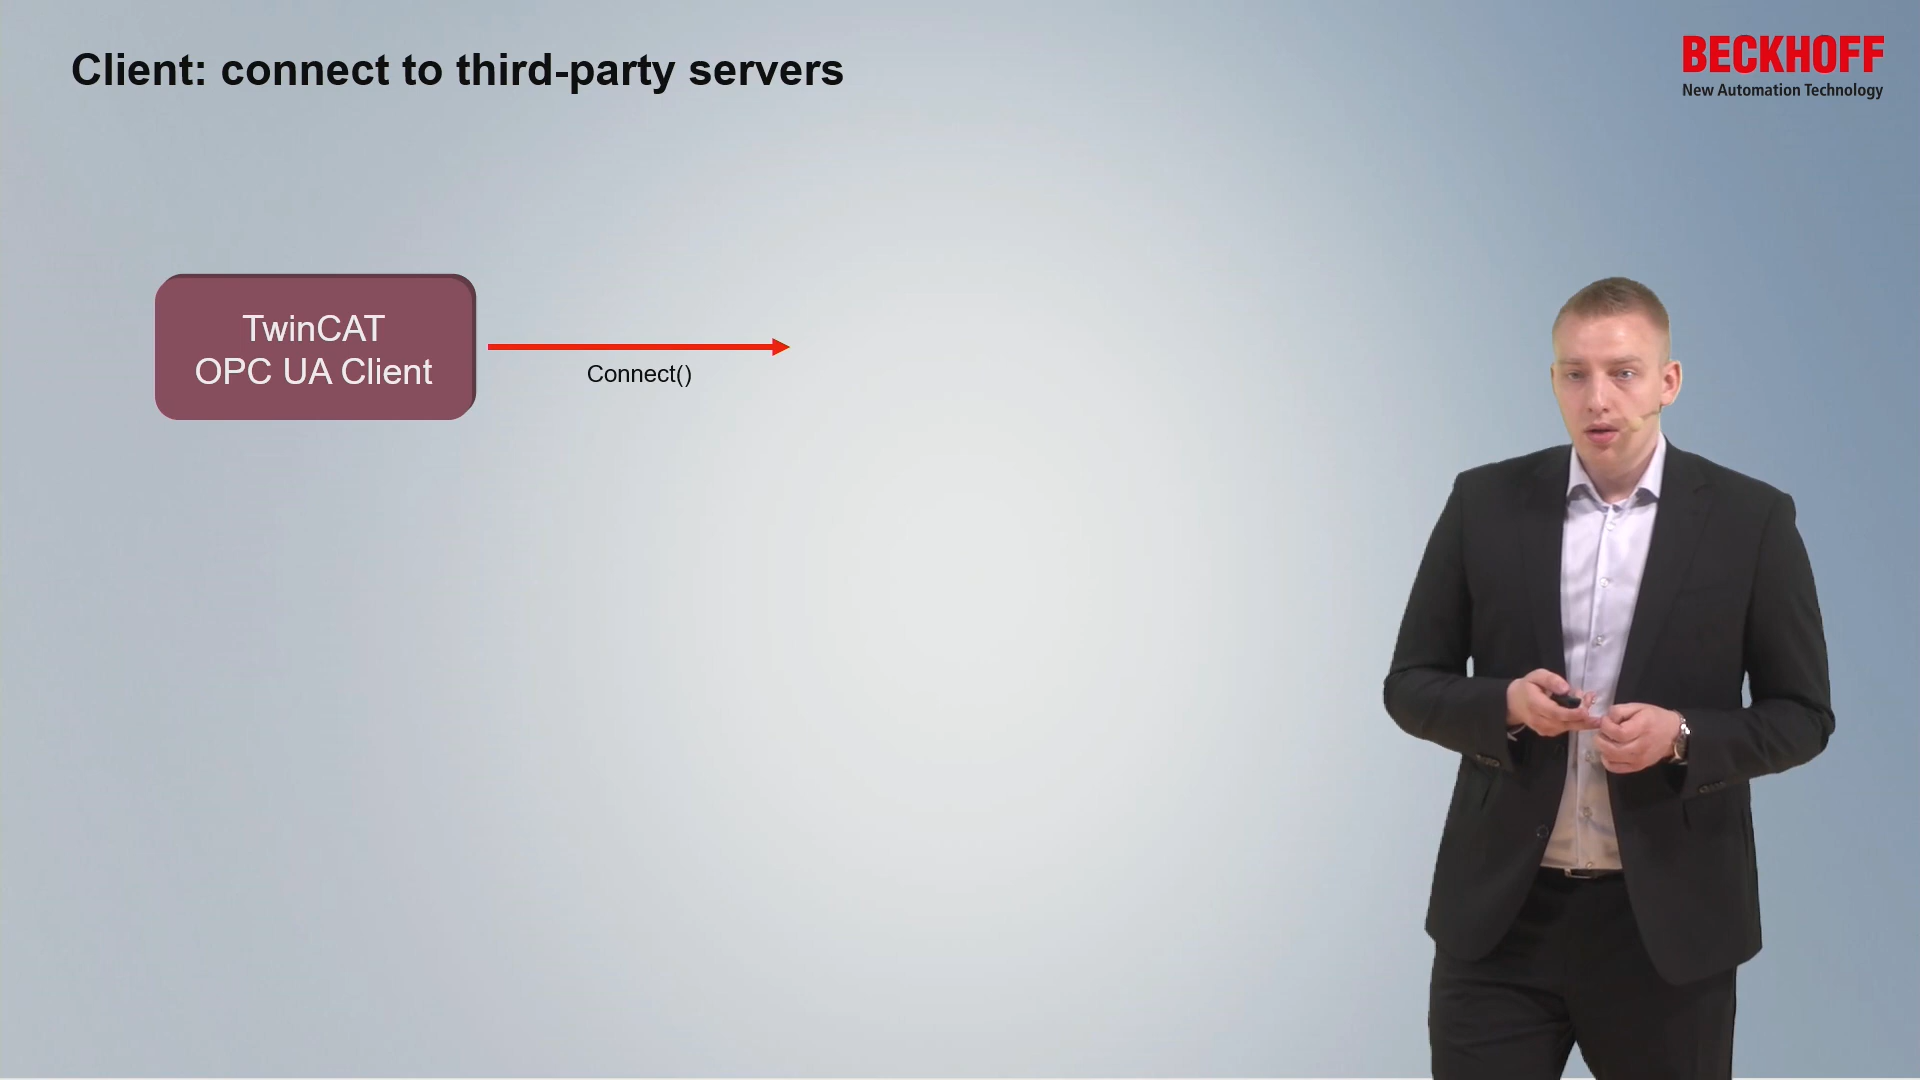 Client: connect to third-party servers
BECKHOFF
New Automation Technology
TwinCAT
OPC UA Client
Connect()